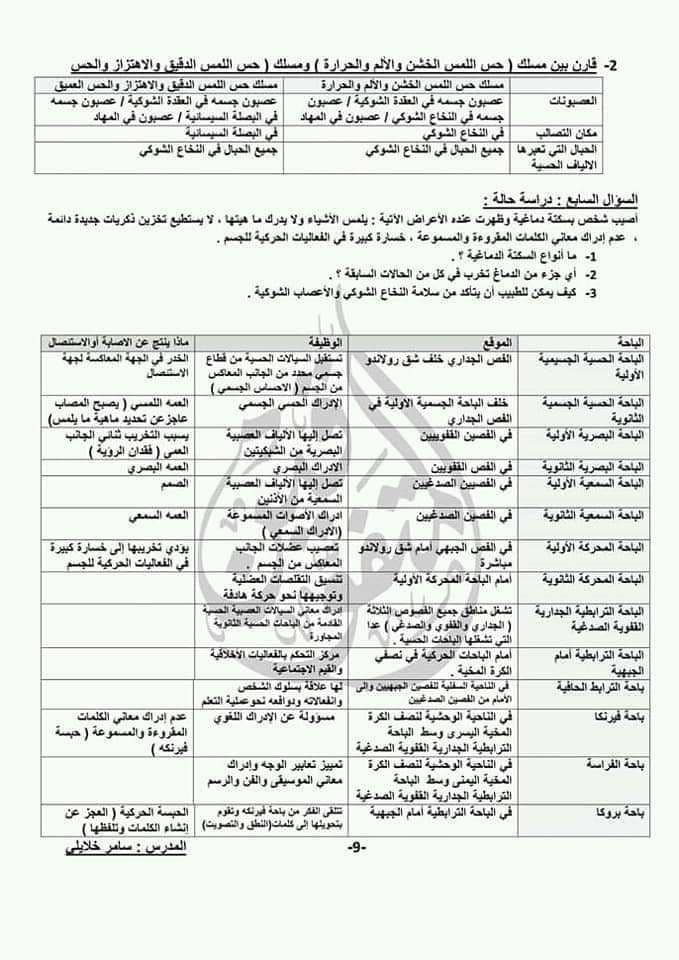 2- قارن بين مسلك ( حس اللمس الخشن والألم والحرارة ) ومسلك ( حس اللمس الدقيق والاهتزاز والحس
مسلك حس اللمس الخشن والألم والحرارة مسلك حس اللمس الدقيق والاهتزاز والحس العميق
العصبونات عصبون جسمه في العقدة الشوكية / عصبون عصبون جسمه في العقدة الشوكية / عصبون جسمه
جسمه في النخاع الشوكي / عصبون في المهاد في البصلة السيسائية / عصبون في المهاد
مكان التصالب في النخاع الشوكي في البصلة السيسائية
الحبال التي تعبرها جميع الحبال في النخاع الشوكي جميع الحبال في النخاع الشوكي
الالياف الحسية
السؤال السابع : دراسة حالة :
أصيب شخص بسكتة دماغية وظهرت عنده الأعراض الآتية : يلمس الأشياء ولا يدرك ما هيتها ، لا يستطيع تخزين ذكريات جديدة دائمة
، عدم إدراك معاني الكلمات المقروءة والمسموعة ، خسارة كبيرة في الفعاليات الحركية للجسم .
1- ما أنواع السكتة الدماغية ؟ .
2- أي جزء من الدماغ تخرب في كل من الحالات السابقة ؟ .
3- كيف يمكن للطبيب أن يتأكد من سلامة النخاع الشوكي والأعصاب الشوكية .
الباحة الموقع الوظيفة ماذا ينتج عن الاصابة أوالاستنصال
الباحة الحسية الجسيمية الفص الجداري خلف شق رولاندو تستقبل السيالات الحسية من قطاع الخدر في الجهة المعاكسة لجهة
الأولية جسمي محدد من الجانب المعاكس الاستنصال
من الجسم ( الاحساس الجسمي )
الباحة الحسية الجسمية خلف الباحة الجسمية الاولية في الإدراك الحسي الجسمي العمه اللمسي ( يصبح المصاب
الثانوية الفص الجداري عاجزعن تحديد ماهية ما يلمس)
الباحة البصرية الأولية في الفصين القفويين تصل إليها الألياف العصبية يسبب التخريب ثنائي الجانب
البصرية من الشبكيتين العمى ( فقدان الرؤية )
الباحة البصرية الثانوية في الفص القفويين الادراك البصري العمه البصري
الباحة السمعية الأولية في الفصيين الصدغيين تصل إليها الألياف العصبية الصمم
السمعية من الأذنين
الباحة السمعية الثانوية في الفصين الصدغيين ادراك الأصوات المسموعة العمه السمعي
(الادراك السمعي )
الباحة المحركة الأولية في الفص الجبهي أمام شق رولاندو تعصيب عضلات الجانب يؤدي تخريبها إلى خسارة كبيرة
مباشرة المعاكس من الجسم . في الفعاليات الحركية للجسم
الباحة المحركة الثانوية أمام الباحة المحركة الأولية تنسيق التقلصات العضلية
وتوجيهها نحو حركة هادفة
الباحة الترابطية الجدارية تشغل مناطق جميع الفصوص الثلاثة ادراك معاني السيالات العصبية الحسية
القفوية الصدغية ( الجداري والقفوي والصدغي ) عدا القادمة من الباحات الحسية الثانوية
التي تشغلها الباحات الحسية . المجاورة
الباحة الترابطية أمام أمام الباحات الحركية في نصفي مركز التحكم بالفعاليات الأخلاقية
الجبهية الكرة المخية . والقيم الاجتماعية
باحة الترابط الحافية في الناحية السفلية للفصين الجبهيين وإلى لها علاقة بسلوك الشخص
الأمام من الفصين الصدغيين وانفعالاته ودوافعه نحوعملية التعلم
باحة فيرنكا في الناحية الوحشية لنصف الكرة مسؤولة عن الإدراك اللغوي عدم إدراك معاني الكلمات
المخية اليسرى وسط الباحة المقروءة والمسموعة ( حبسة
الترابطية الجدارية القفوية الصدغية فيرنكه )
باحة الفراسة في الناحية الوحشية لنصف الكرة تمييز تعابير الوجه وإدراك
المخية اليمنى وسط الباحة معاني الموسيقى والفن والرسم
الترابطية الجدارية القفوية الصدغية
باحة بروكا في الباحة الترابطية أمام الجبهية تتلقى الفكر من باحة فيرنكه وتقوم الحبسة الحركية ( العجز عن
بتحويلها إلى كلمات(النطق والتصويت) إنشاء الكلمات وتلفظها )
-9- المدرس : سامر خلايلي